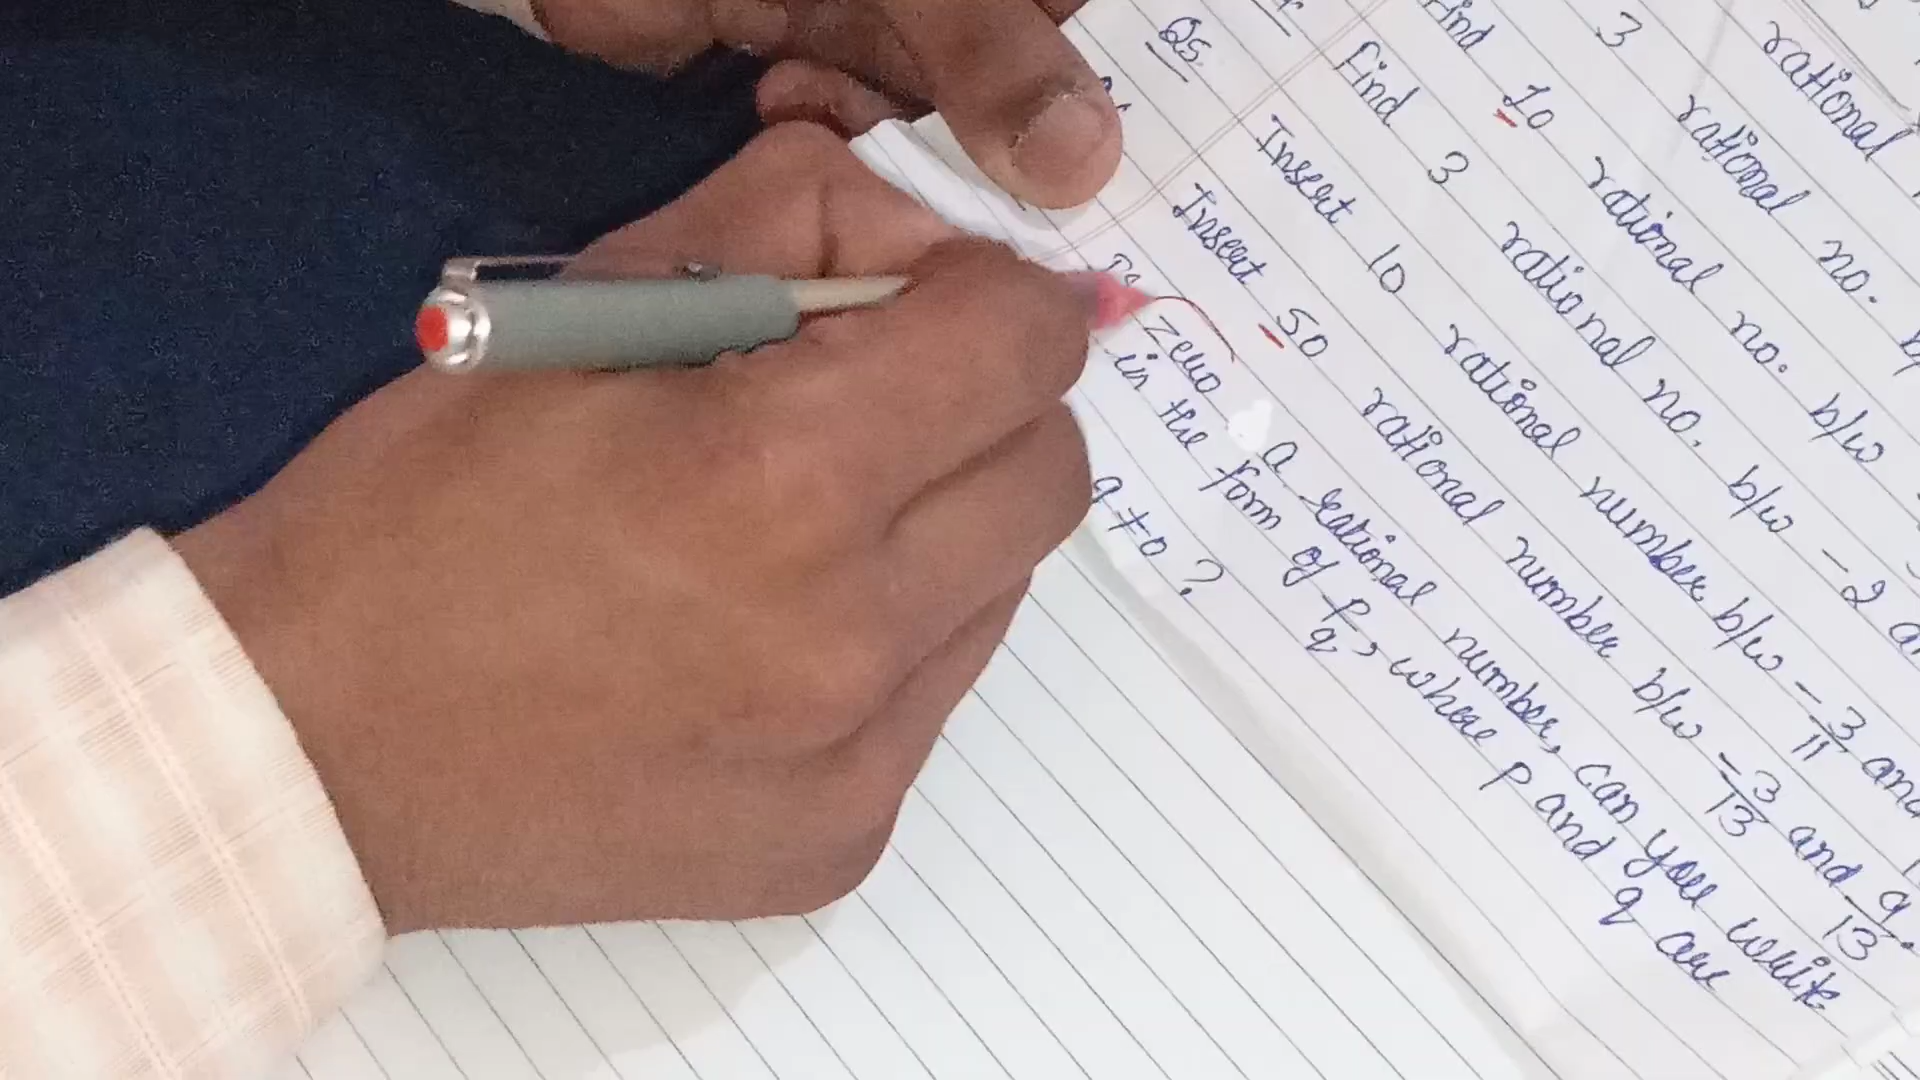 rational
3 rational no.
Find 10 rational no. b/w
Q5. Find 3 rational no. b/w - 2
Insert 10 rational number b/w - 3/11 and
Insert 50 rational number b/w - 3/13 and 9/13.
Is zero a rational number, can you write
in the form of p/q, where p and q are
q ≠ 0 ?